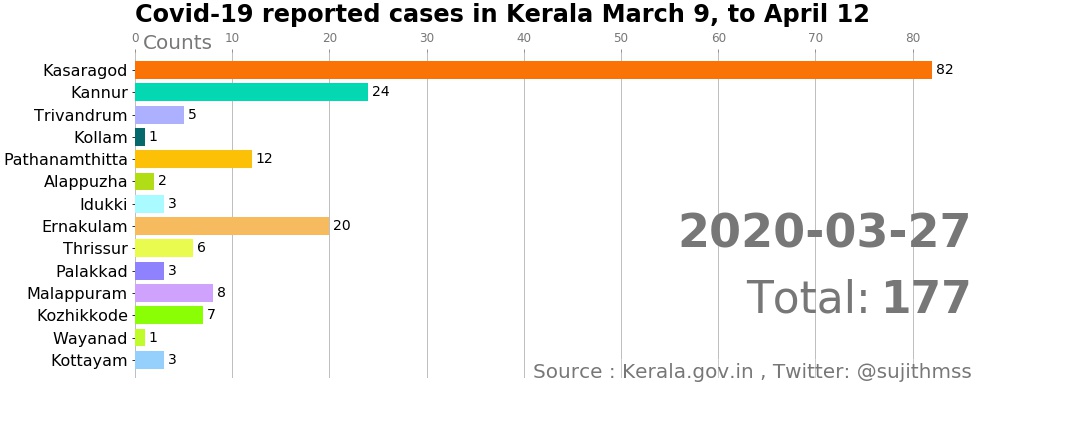 Covid-19 reported cases in Kerala March 9, to April 12
Counts
0 10 20 30 40 50 60 70 80
Kasaragod 82
Kannur 24
Trivandrum 5
Kollam 1
Pathanamthitta 12
Alappuzha 2
Idukki 3
Ernakulam 20
2020-03-27
Thrissur 6
Palakkad 3
Malappuram 8
Total: 177
Kozhikkode 7
Wayanad 1
Kottayam 3
Source : Kerala.gov.in , Twitter: @sujithmss